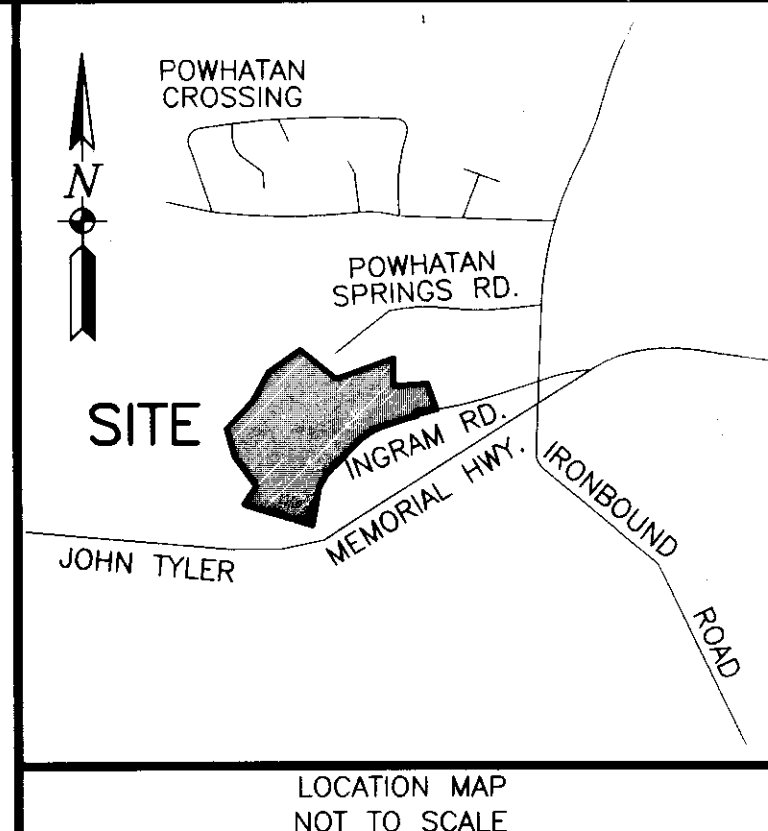 POWHATAN
CROSSING
N
POWHATAN
SPRINGS RD.
SITE
INGRAM RD.
MEMORIAL HWY.
IRONBOUND
ROAD
JOHN TYLER
LOCATION MAP
NOT TO SCALE